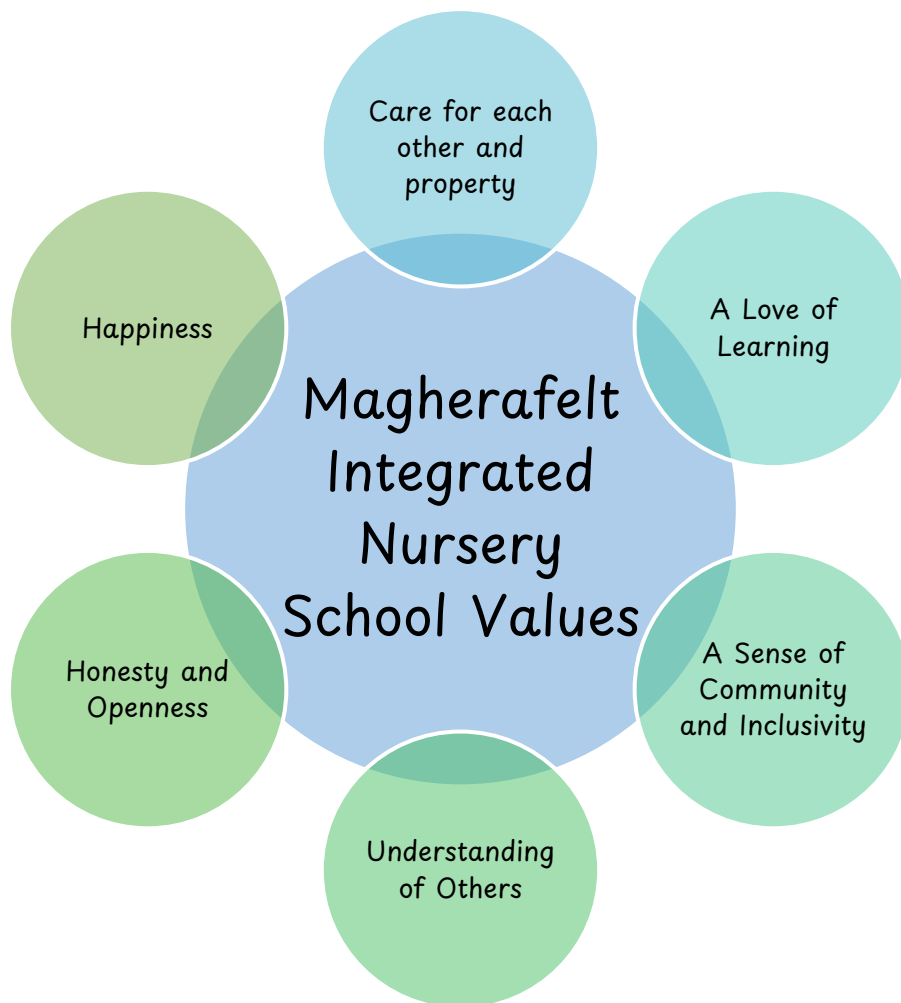 Care for each
other and
property
A Love of
Learning
A Sense of
Community
and Inclusivity
Understanding
of Others
Honesty and
Openness
Happiness
Magherafelt
Integrated
Nursery
School Values